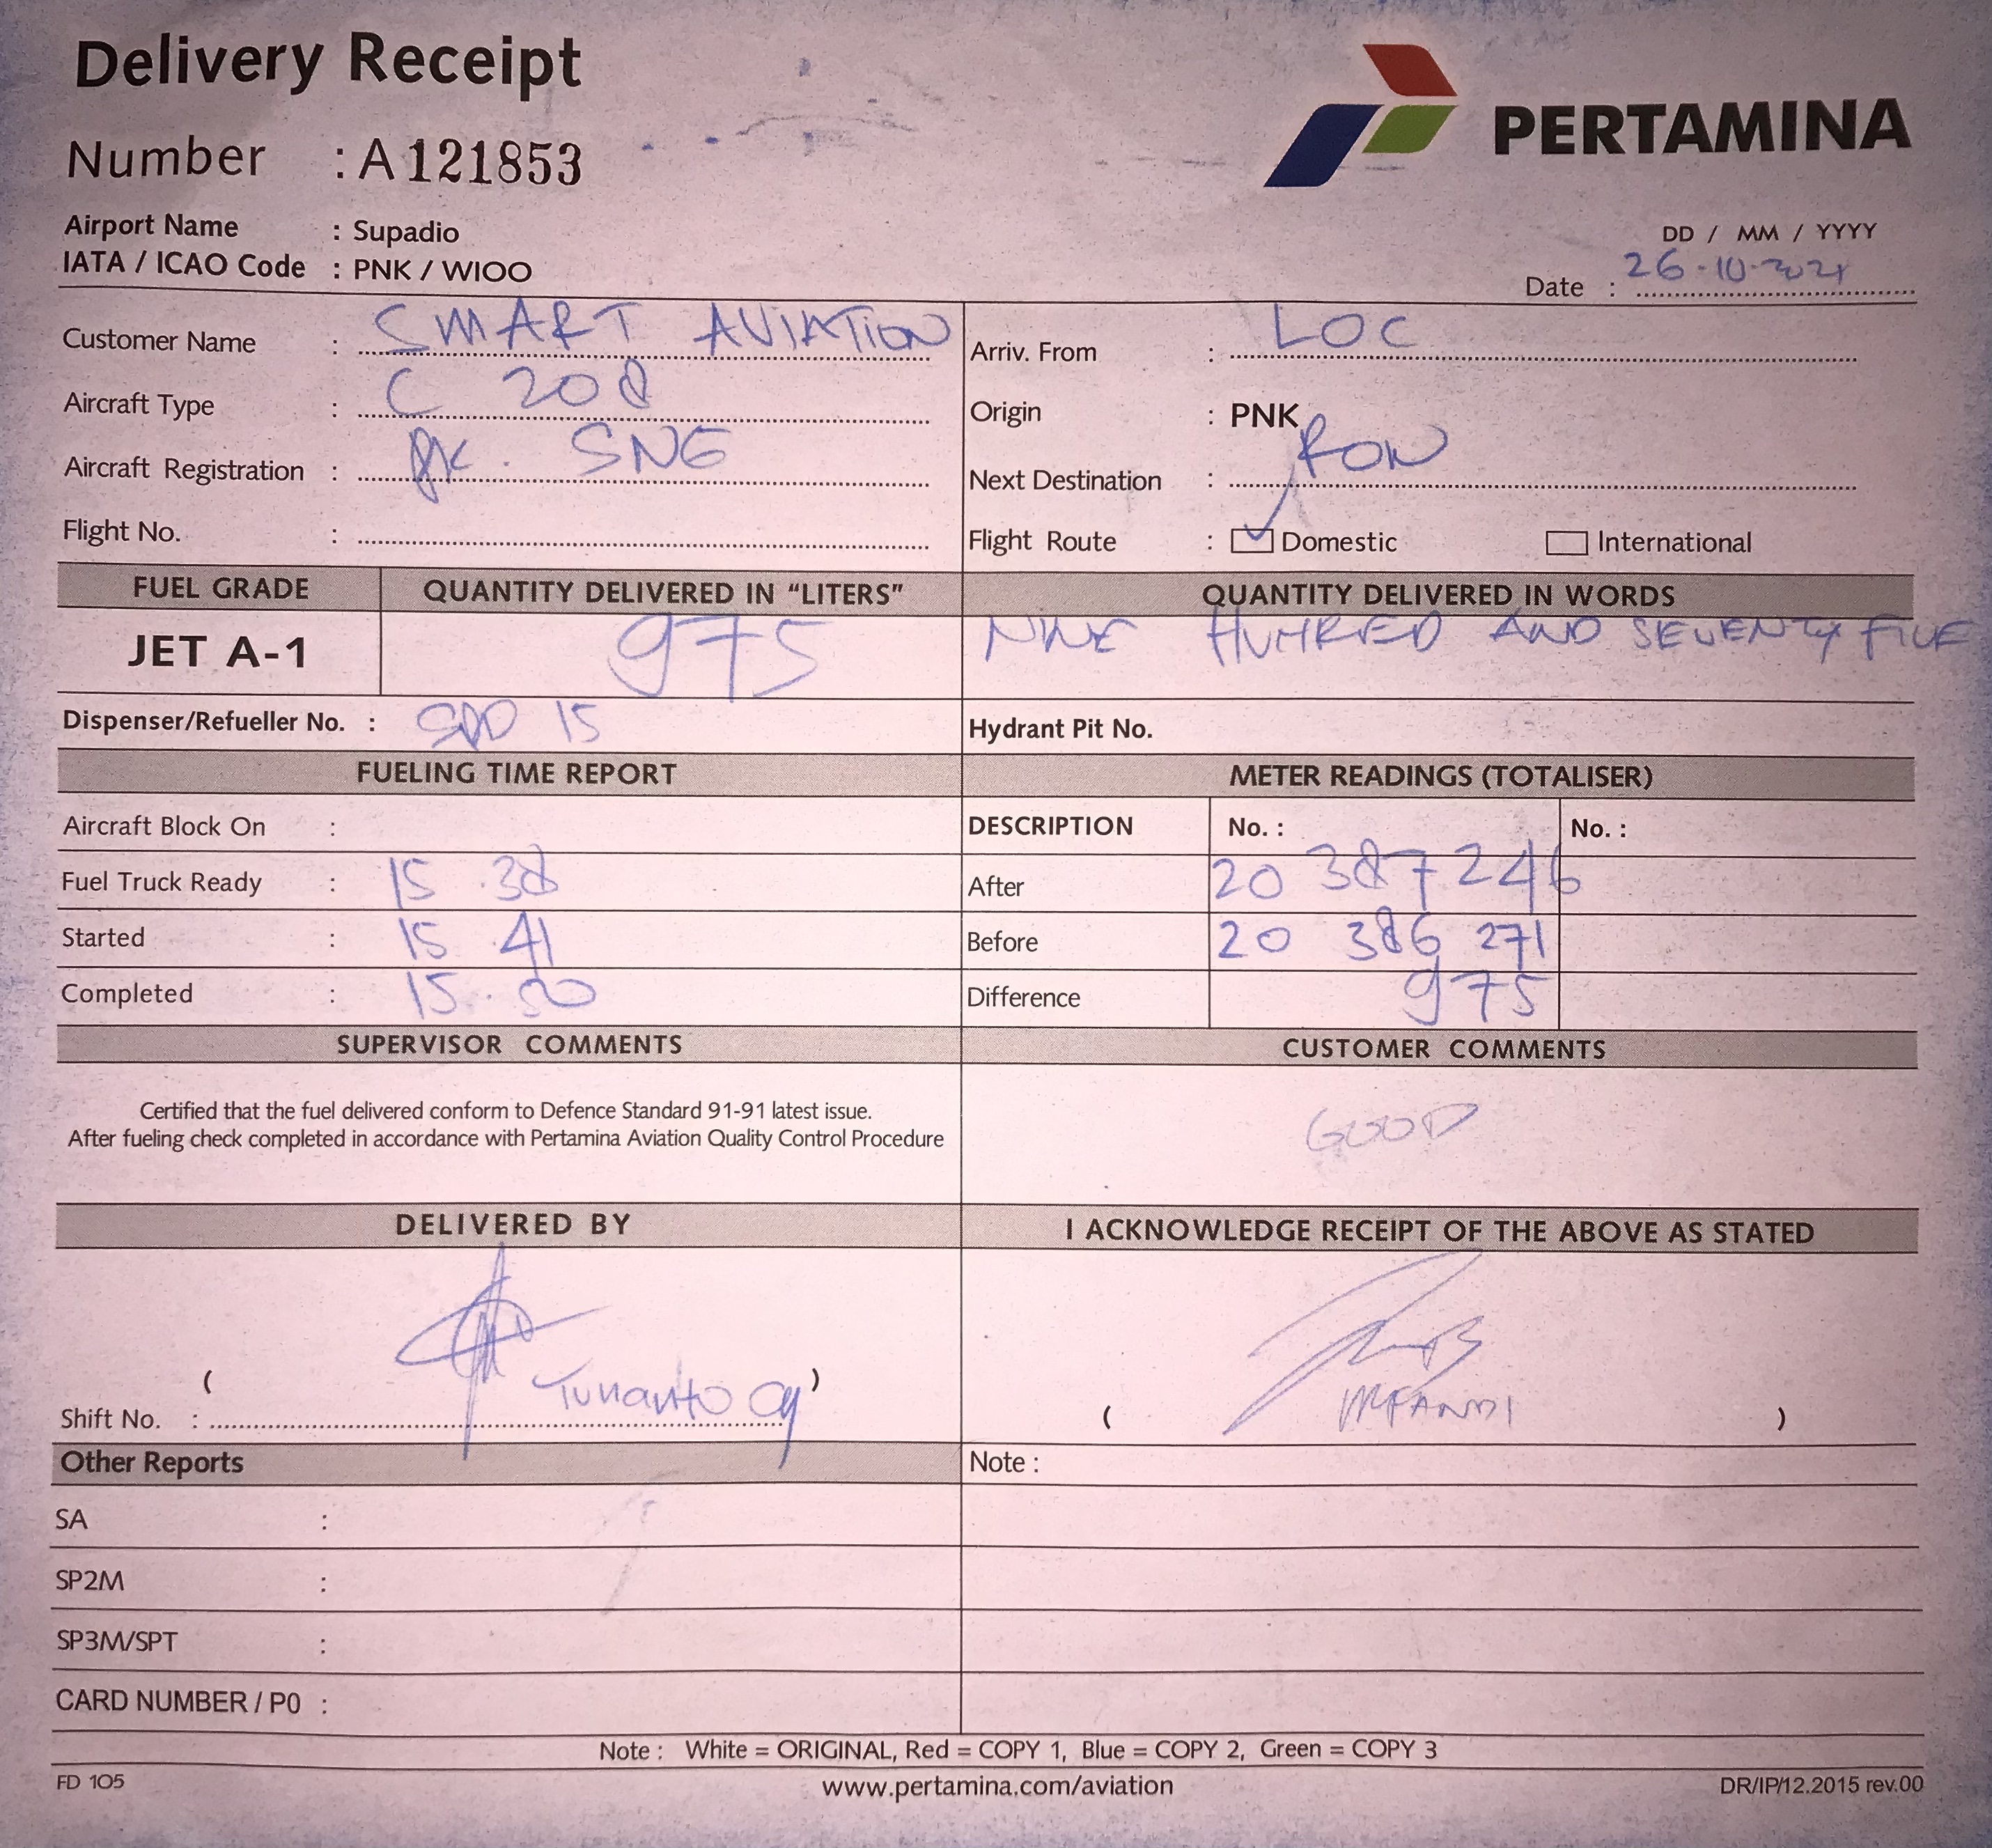 Delivery Receipt
PERTAMINA
Number : A 121853
Airport Name : Supadio
IATA / ICAO Code : PNK / WIOO
DD / MM / YYYY
Date : 26-10-2021
Customer Name : SMART AVIATION
Aircraft Type : C 208
Aircraft Registration : PK. SNG
Flight No. :
Arriv. From : LOC
Origin : PNK
Next Destination : ROW
Flight Route : Domestic International
FUEL GRADE QUANTITY DELIVERED IN “LITERS” QUANTITY DELIVERED IN WORDS
JET A-1 975 NINE HUMRED AND SEVENTY FIVE
Dispenser/Refueller No. : 15
Hydrant Pit No.
FUELING TIME REPORT METER READINGS (TOTALISER)
Aircraft Block On : DESCRIPTION No. : No. :
Fuel Truck Ready : 15.38 After 20 387 246
Started : 15 41 Before 20 386 271
Completed : 15. 50 Difference 975
SUPERVISOR COMMENTS CUSTOMER COMMENTS
Certified that the fuel delivered conform to Defence Standard 91-91 latest issue.
After fueling check completed in accordance with Pertamina Aviation Quality Control Procedure
GOOD
DELIVERED BY I ACKNOWLEDGE RECEIPT OF THE ABOVE AS STATED
( )
Shift No. :
( IRFANDI )
Other Reports Note :
SA :
SP2M :
SP3M/SPT :
CARD NUMBER / P0 :
Note : White = ORIGINAL, Red = COPY 1, Blue = COPY 2, Green = COPY 3
FD 105 www.pertamina.com/aviation DR/IP/12.2015 rev.00